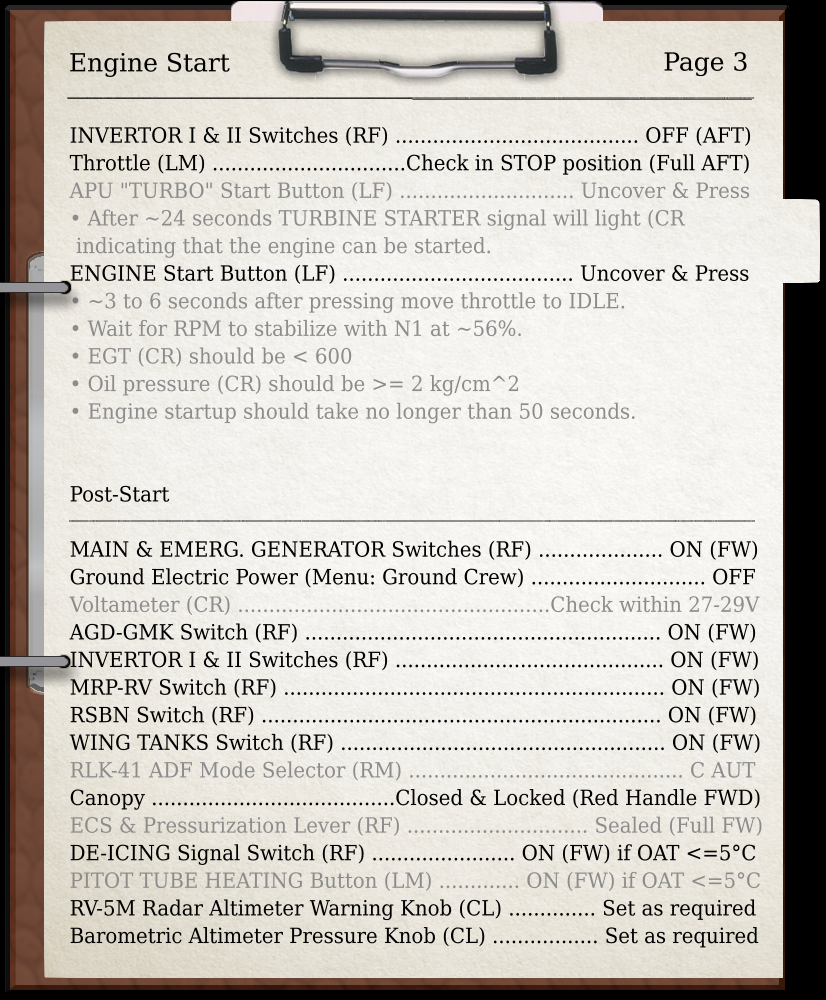 Engine Start Page 3
INVERTOR I & II Switches (RF) ..................................... OFF (AFT)
Throttle (LM) .............................Check in STOP position (Full AFT)
APU "TURBO" Start Button (LF) .......................... Uncover & Press
• After ~24 seconds TURBINE STARTER signal will light (CR
indicating that the engine can be started.
ENGINE Start Button (LF) ................................... Uncover & Press
• ~3 to 6 seconds after pressing move throttle to IDLE.
• Wait for RPM to stabilize with N1 at ~56%.
• EGT (CR) should be < 600
• Oil pressure (CR) should be >= 2 kg/cm^2
• Engine startup should take no longer than 50 seconds.
Post-Start
MAIN & EMERG. GENERATOR Switches (RF) ................... ON (FW)
Ground Electric Power (Menu: Ground Crew) .......................... OFF
Voltameter (CR) ...............................................Check within 27-29V
AGD-GMK Switch (RF) ...................................................... ON (FW)
INVERTOR I & II Switches (RF) ......................................... ON (FW)
MRP-RV Switch (RF) .......................................................... ON (FW)
RSBN Switch (RF) ............................................................. ON (FW)
WING TANKS Switch (RF) ................................................. ON (FW)
RLK-41 ADF Mode Selector (RM) .......................................... C AUT
Canopy .....................................Closed & Locked (Red Handle FWD)
ECS & Pressurization Lever (RF) ............................ Sealed (Full FW)
DE-ICING Signal Switch (RF) ...................... ON (FW) if OAT <=5°C
PITOT TUBE HEATING Button (LM) ............ ON (FW) if OAT <=5°C
RV-5M Radar Altimeter Warning Knob (CL) ............. Set as required
Barometric Altimeter Pressure Knob (CL) ................ Set as required